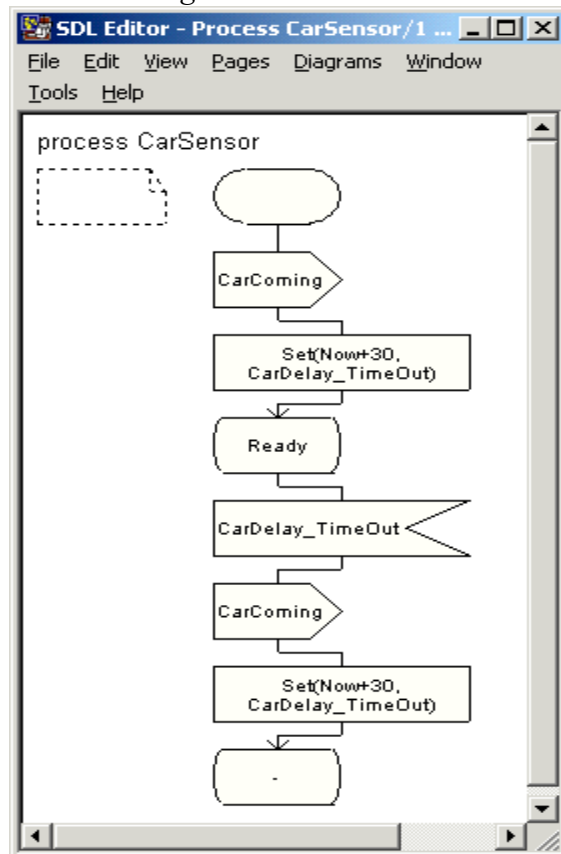 SDL Editor - Process CarSensor/1 ...
File Edit View Pages Diagrams Window
Tools Help
process CarSensor
CarComing
Set(Now+30,
CarDelay_TimeOut)
Ready
CarDelay_TimeOut
CarComing
Set(Now+30,
CarDelay_TimeOut)
-